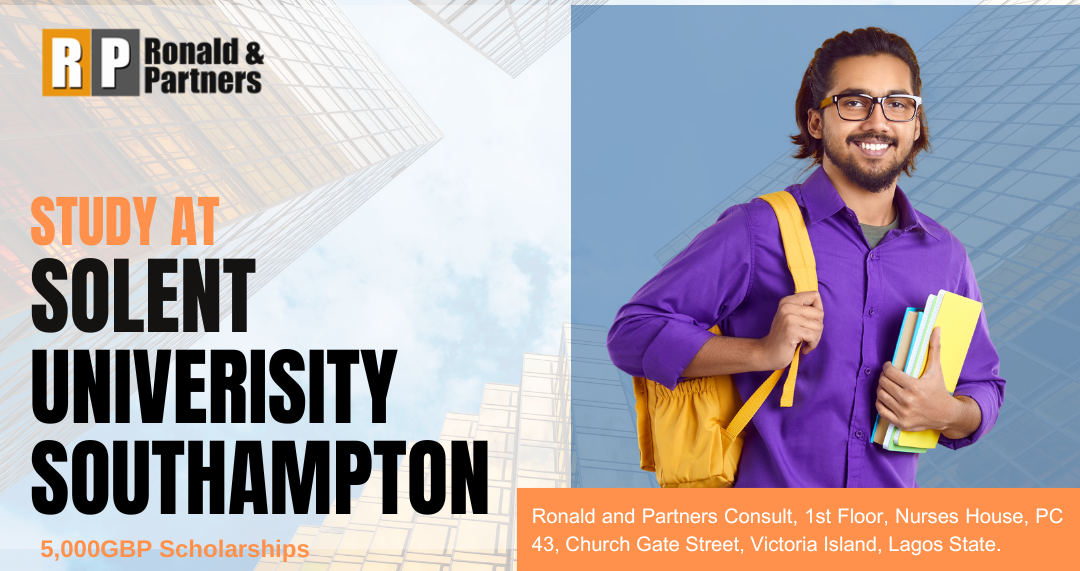 RP Ronald &
Partners
STUDY AT
SOLENT
UNIVERISITY
SOUTHAMPTON
5,000GBP Scholarships
Ronald and Partners Consult, 1st Floor, Nurses House, PC
43, Church Gate Street, Victoria Island, Lagos State.